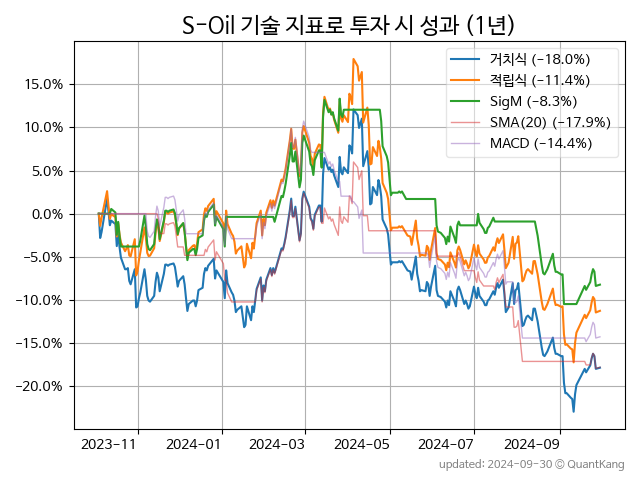 S-Oil 기술 지표로 투자 시 성과 (1년)
거치식 (−18.0%)
적립식 (−11.4%)
SigM (−8.3%)
SMA(20) (−17.9%)
MACD (−14.4%)
15.0%
10.0%
5.0%
0.0%
−5.0%
−10.0%
−15.0%
−20.0%
2023-11 2024-01 2024-03 2024-05 2024-07 2024-09
updated: 2024-09-30 © QuantKang